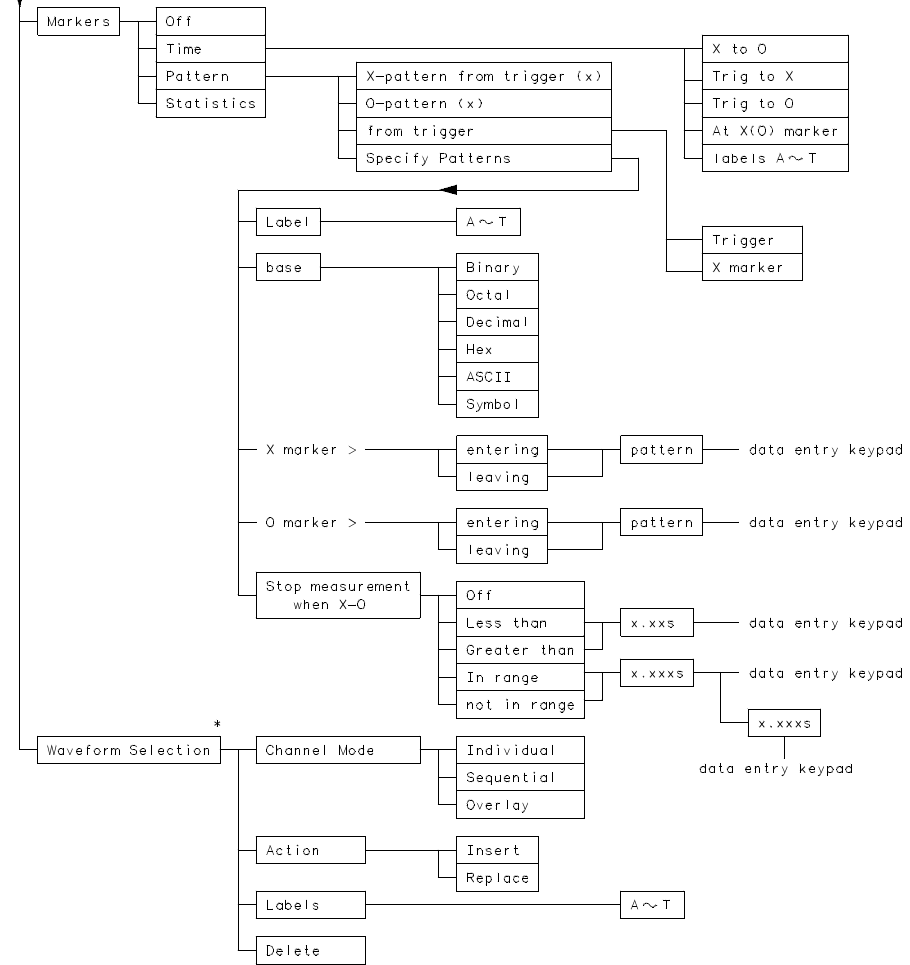 Markers
Off
Time
Pattern
Statistics
X-pattern from trigger (x)
O-pattern (x)
from trigger
Specify Patterns
X to O
Trig to X
Trig to O
At X(O) marker
labels A~T
Trigger
X marker
Label
A~T
base
Binary
Octal
Decimal
Hex
ASCII
Symbol
X marker >
entering
leaving
pattern
data entry keypad
O marker >
entering
leaving
pattern
data entry keypad
Stop measurement
when X-O
Off
Less than
Greater than
In range
not in range
x.xxs
data entry keypad
x.xxxs
data entry keypad
x.xxxs
data entry keypad
*
Waveform Selection
Channel Mode
Individual
Sequential
Overlay
Action
Insert
Replace
Labels
A~T
Delete